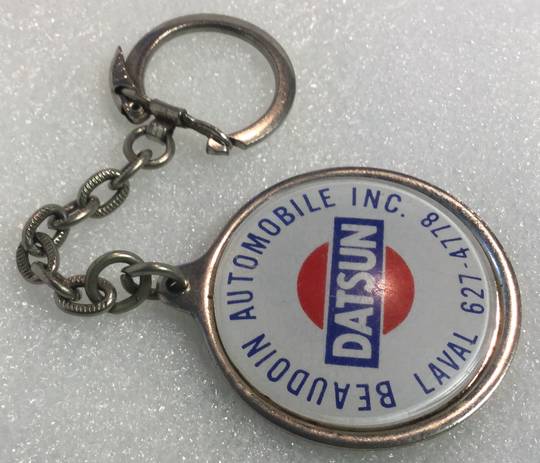 BEAUDOIN AUTOMOBILE INC.
DATSUN
LAVAL 627-4778